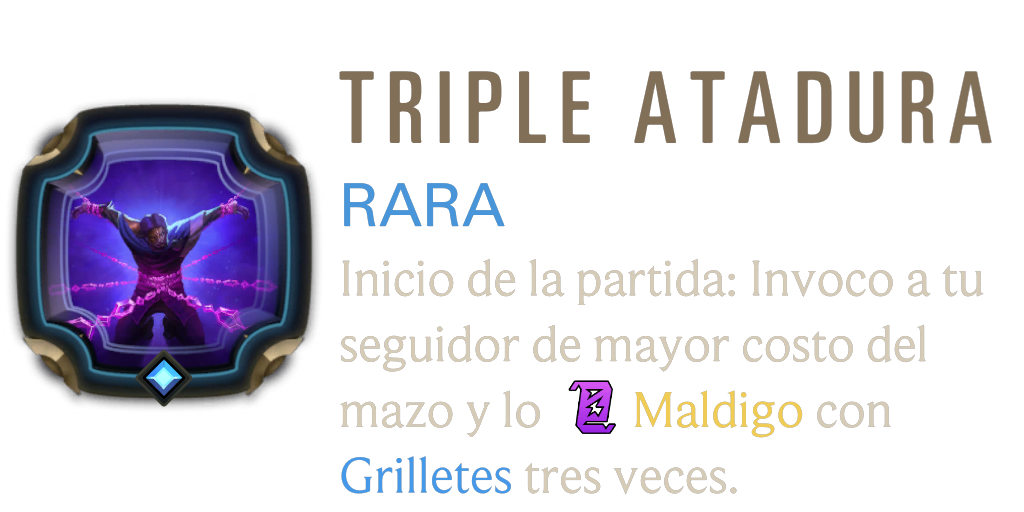 TRIPLE ATADURA
RARA
Inicio de la partida: Invoco a tu
seguidor de mayor costo del
mazo y lo Maldigo con
Grilletes tres veces.